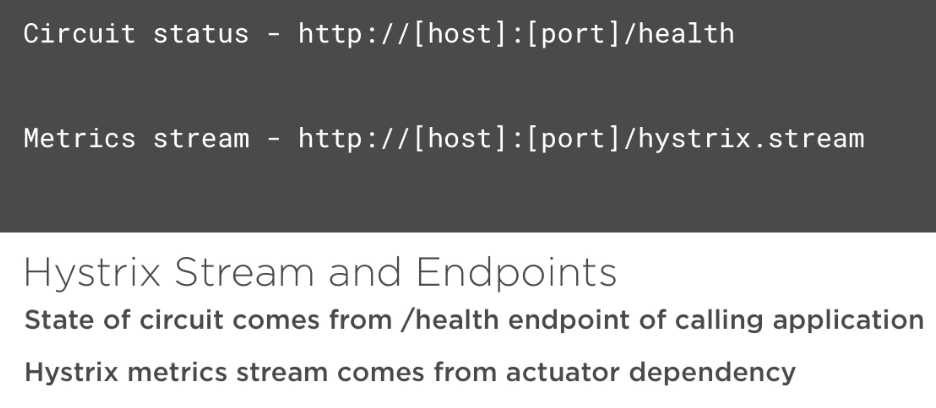 Circuit status - http://[host]:[port]/health
Metrics stream - http://[host]:[port]/hystrix.stream
Hystrix Stream and Endpoints
State of circuit comes from /health endpoint of calling application
Hystrix metrics stream comes from actuator dependency